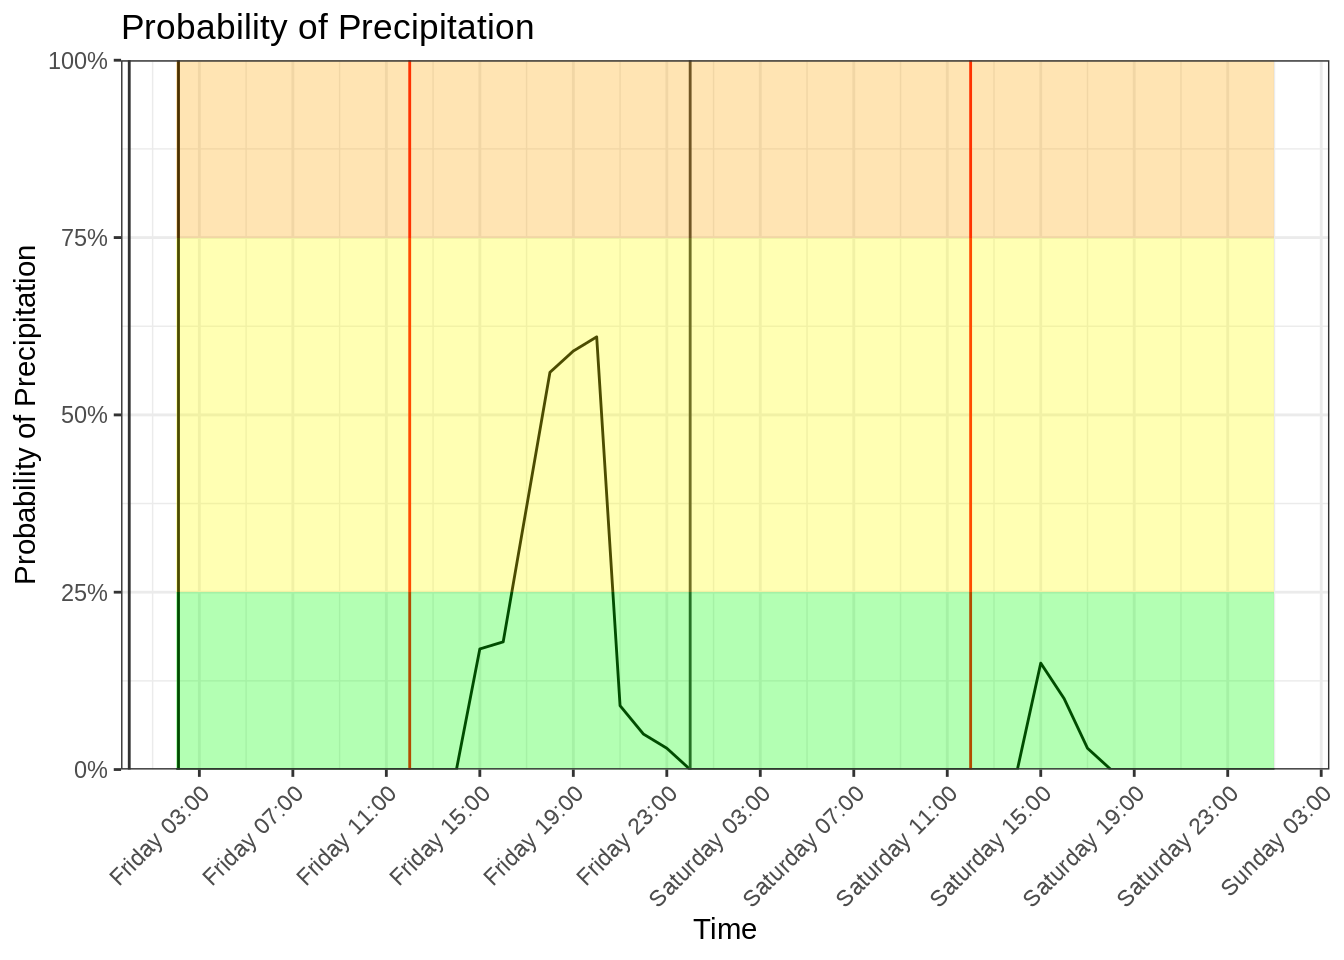 Probability of Precipitation
Probability of Precipitation
100%
75%
50%
25%
0%
Friday 03:00
Friday 07:00
Friday 11:00
Friday 15:00
Friday 19:00
Friday 23:00
Saturday 03:00
Saturday 07:00
Saturday 11:00
Saturday 15:00
Saturday 19:00
Saturday 23:00
Sunday 03:00
Time